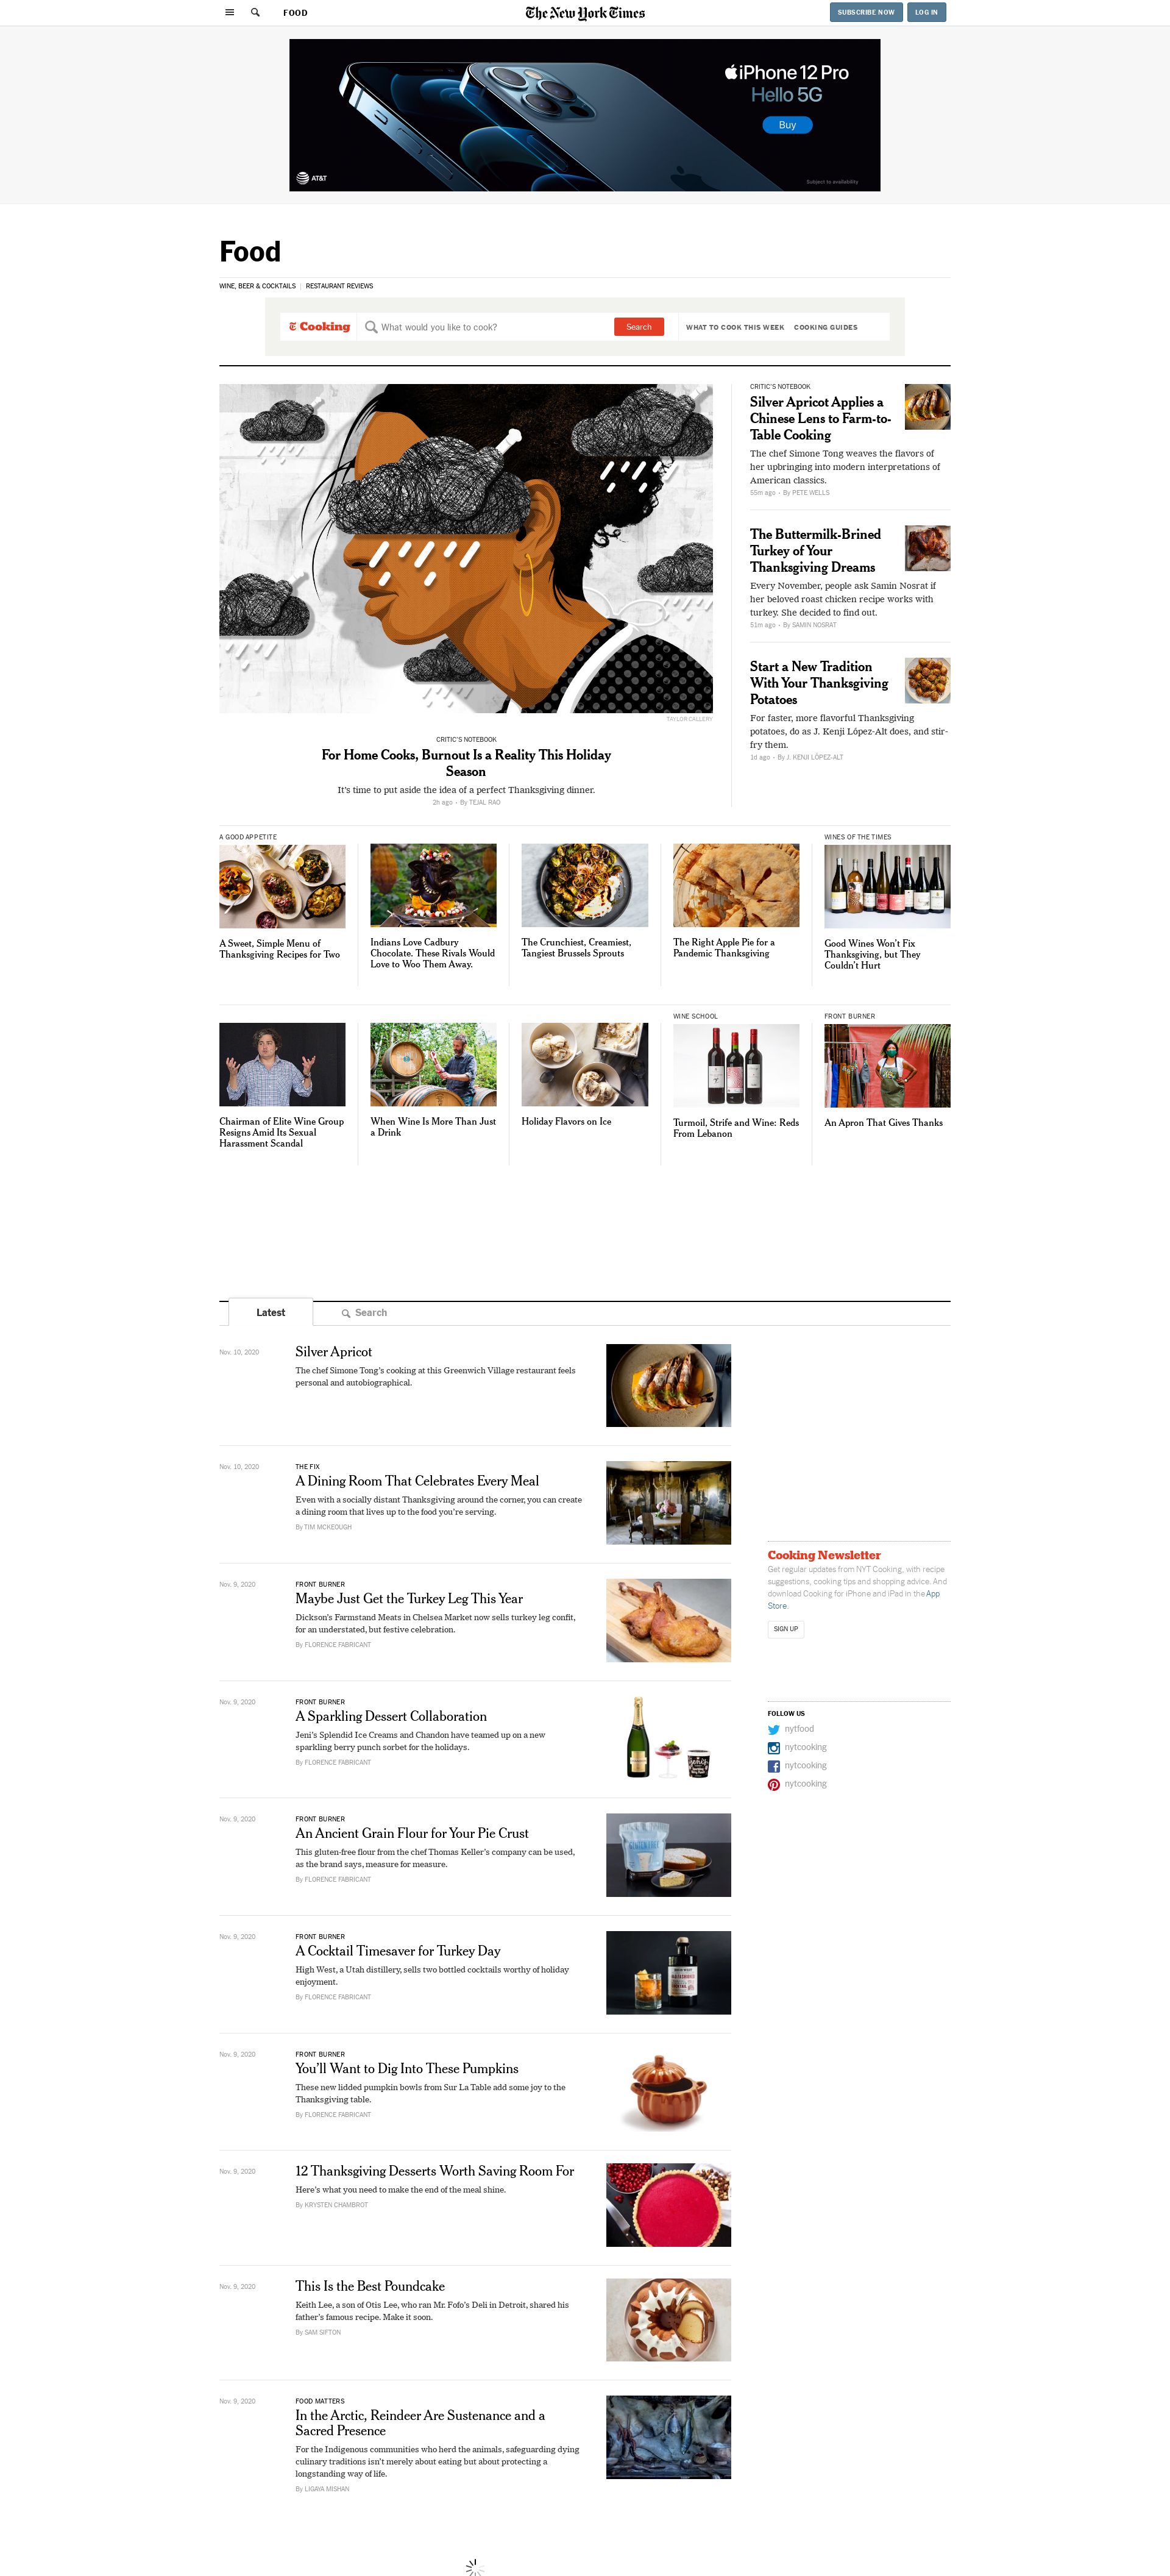 FOOD
The New York Times
SUBSCRIBE NOW
LOG IN
iPhone 12 Pro
Hello 5G
Buy
AT&T
Subject to availability
Food
WINE, BEER & COCKTAILS
RESTAURANT REVIEWS
Cooking
What would you like to cook?
Search
WHAT TO COOK THIS WEEK
COOKING GUIDES
TAYLOR CALLERY
CRITIC'S NOTEBOOK
For Home Cooks, Burnout Is a Reality This Holiday
Season
It's time to put aside the idea of a perfect Thanksgiving dinner.
2h ago • By TEJAL RAO
CRITIC'S NOTEBOOK
Silver Apricot Applies a
Chinese Lens to Farm-to-
Table Cooking
The chef Simone Tong weaves the flavors of
her upbringing into modern interpretations of
American classics.
55m ago • By PETE WELLS
The Buttermilk-Brined
Turkey of Your
Thanksgiving Dreams
Every November, people ask Samin Nosrat if
her beloved roast chicken recipe works with
turkey. She decided to find out.
51m ago • By SAMIN NOSRAT
Start a New Tradition
With Your Thanksgiving
Potatoes
For faster, more flavorful Thanksgiving
potatoes, do as J. Kenji López-Alt does, and stir-
fry them.
1d ago • By J. KENJI LÓPEZ-ALT
A GOOD APPETITE
A Sweet, Simple Menu of
Thanksgiving Recipes for Two
Indians Love Cadbury
Chocolate. These Rivals Would
Love to Woo Them Away.
The Crunchiest, Creamiest,
Tangiest Brussels Sprouts
The Right Apple Pie for a
Pandemic Thanksgiving
WINES OF THE TIMES
Good Wines Won't Fix
Thanksgiving, but They
Couldn't Hurt
Chairman of Elite Wine Group
Resigns Amid Its Sexual
Harassment Scandal
When Wine Is More Than Just
a Drink
Holiday Flavors on Ice
WINE SCHOOL
Turmoil, Strife and Wine: Reds
From Lebanon
FRONT BURNER
An Apron That Gives Thanks
Latest
Search
Nov. 10, 2020
Silver Apricot
The chef Simone Tong's cooking at this Greenwich Village restaurant feels
personal and autobiographical.
Nov. 10, 2020
THE FIX
A Dining Room That Celebrates Every Meal
Even with a socially distant Thanksgiving around the corner, you can create
a dining room that lives up to the food you're serving.
By TIM MCKEOUGH
Nov. 9, 2020
FRONT BURNER
Maybe Just Get the Turkey Leg This Year
Dickson's Farmstand Meats in Chelsea Market now sells turkey leg confit,
for an understated, but festive celebration.
By FLORENCE FABRICANT
Nov. 9, 2020
FRONT BURNER
A Sparkling Dessert Collaboration
Jeni's Splendid Ice Creams and Chandon have teamed up on a new
sparkling berry punch sorbet for the holidays.
By FLORENCE FABRICANT
Nov. 9, 2020
FRONT BURNER
An Ancient Grain Flour for Your Pie Crust
This gluten-free flour from the chef Thomas Keller's company can be used,
as the brand says, measure for measure.
By FLORENCE FABRICANT
Nov. 9, 2020
FRONT BURNER
A Cocktail Timesaver for Turkey Day
High West, a Utah distillery, sells two bottled cocktails worthy of holiday
enjoyment.
By FLORENCE FABRICANT
Nov. 9, 2020
FRONT BURNER
You'll Want to Dig Into These Pumpkins
These new lidded pumpkin bowls from Sur La Table add some joy to the
Thanksgiving table.
By FLORENCE FABRICANT
Nov. 9, 2020
12 Thanksgiving Desserts Worth Saving Room For
Here's what you need to make the end of the meal shine.
By KRYSTEN CHAMBROT
Nov. 9, 2020
This Is the Best Poundcake
Keith Lee, a son of Otis Lee, who ran Mr. Fofo's Deli in Detroit, shared his
father's famous recipe. Make it soon.
By SAM SIFTON
Nov. 9, 2020
FOOD MATTERS
In the Arctic, Reindeer Are Sustenance and a
Sacred Presence
For the Indigenous communities who herd the animals, safeguarding dying
culinary traditions isn't merely about eating but about protecting a
longstanding way of life.
By LIGAYA MISHAN
Cooking Newsletter
Get regular updates from NYT Cooking, with recipe
suggestions, cooking tips and shopping advice. And
download Cooking for iPhone and iPad in the App
Store.
SIGN UP
FOLLOW US
nytfood
nytcooking
nytcooking
nytcooking